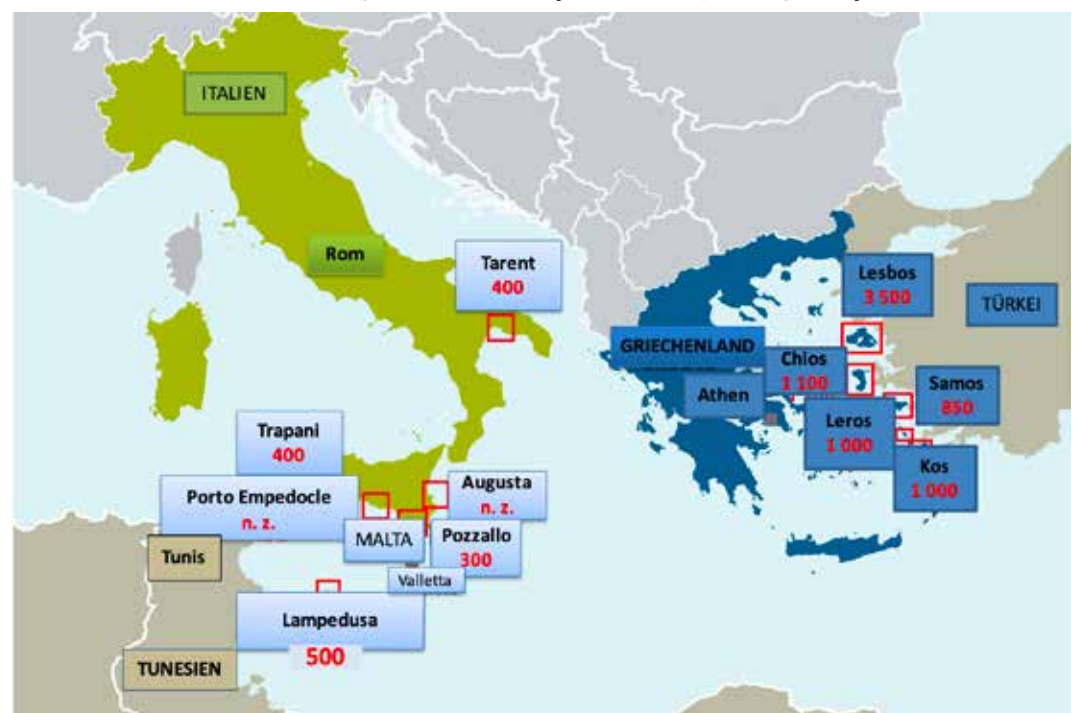 ITALIEN
Rom
Tarent
400
Lesbos
3 500
TÜRKEI
GRIECHENLAND
Chios
1 100
Athen
Samos
850
Leros
1 000
Kos
1 000
Trapani
400
Porto Empedocle
n. z.
Augusta
n. z.
MALTA
Pozzallo
300
Tunis
Valletta
Lampedusa
500
TUNESIEN